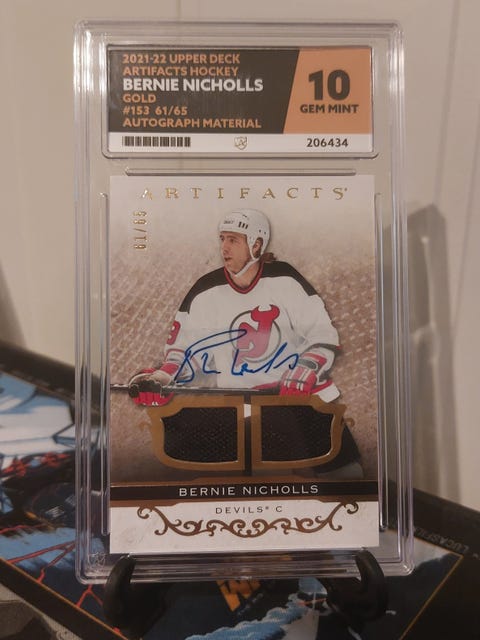 2021-22 UPPER DECK
ARTIFACTS HOCKEY
BERNIE NICHOLLS
GOLD
#153 61/65
AUTOGRAPH MATERIAL
10
GEM MINT
206434
ARTIFACTS
61/65
BERNIE NICHOLLS
DEVILS® C
LUCASFILM